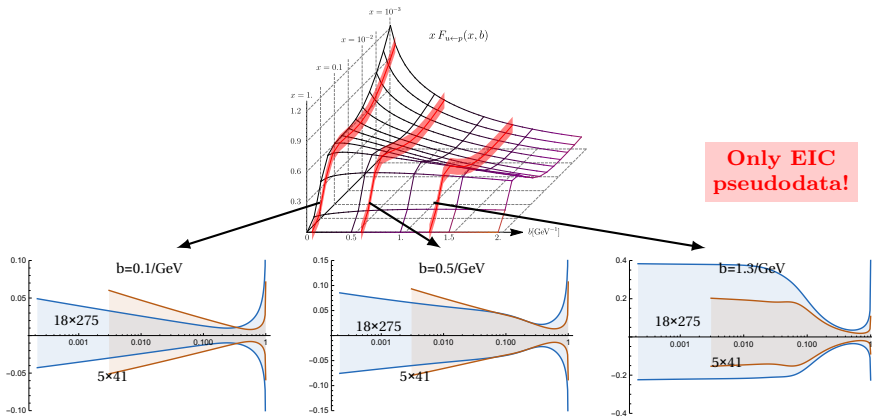 x = 10⁻³
x F_{u←p}(x, b)
x = 10⁻²
x = 0.1
x = 1.
1.2
0.9
0.6
0.3
0 0.5 1. 1.5 2. b[GeV⁻¹]
Only EIC
pseudodata!
b=0.1/GeV
0.10
0.05
18×275
0.001 0.010 0.100 1
-0.05
5×41
-0.10
b=0.5/GeV
0.15
0.10
0.05
18×275
0.001 0.010 0.100 1
-0.05
5×41
-0.10
-0.15
b=1.3/GeV
0.4
0.2
18×275
0.001 0.010 0.100 1
5×41
-0.2
-0.4